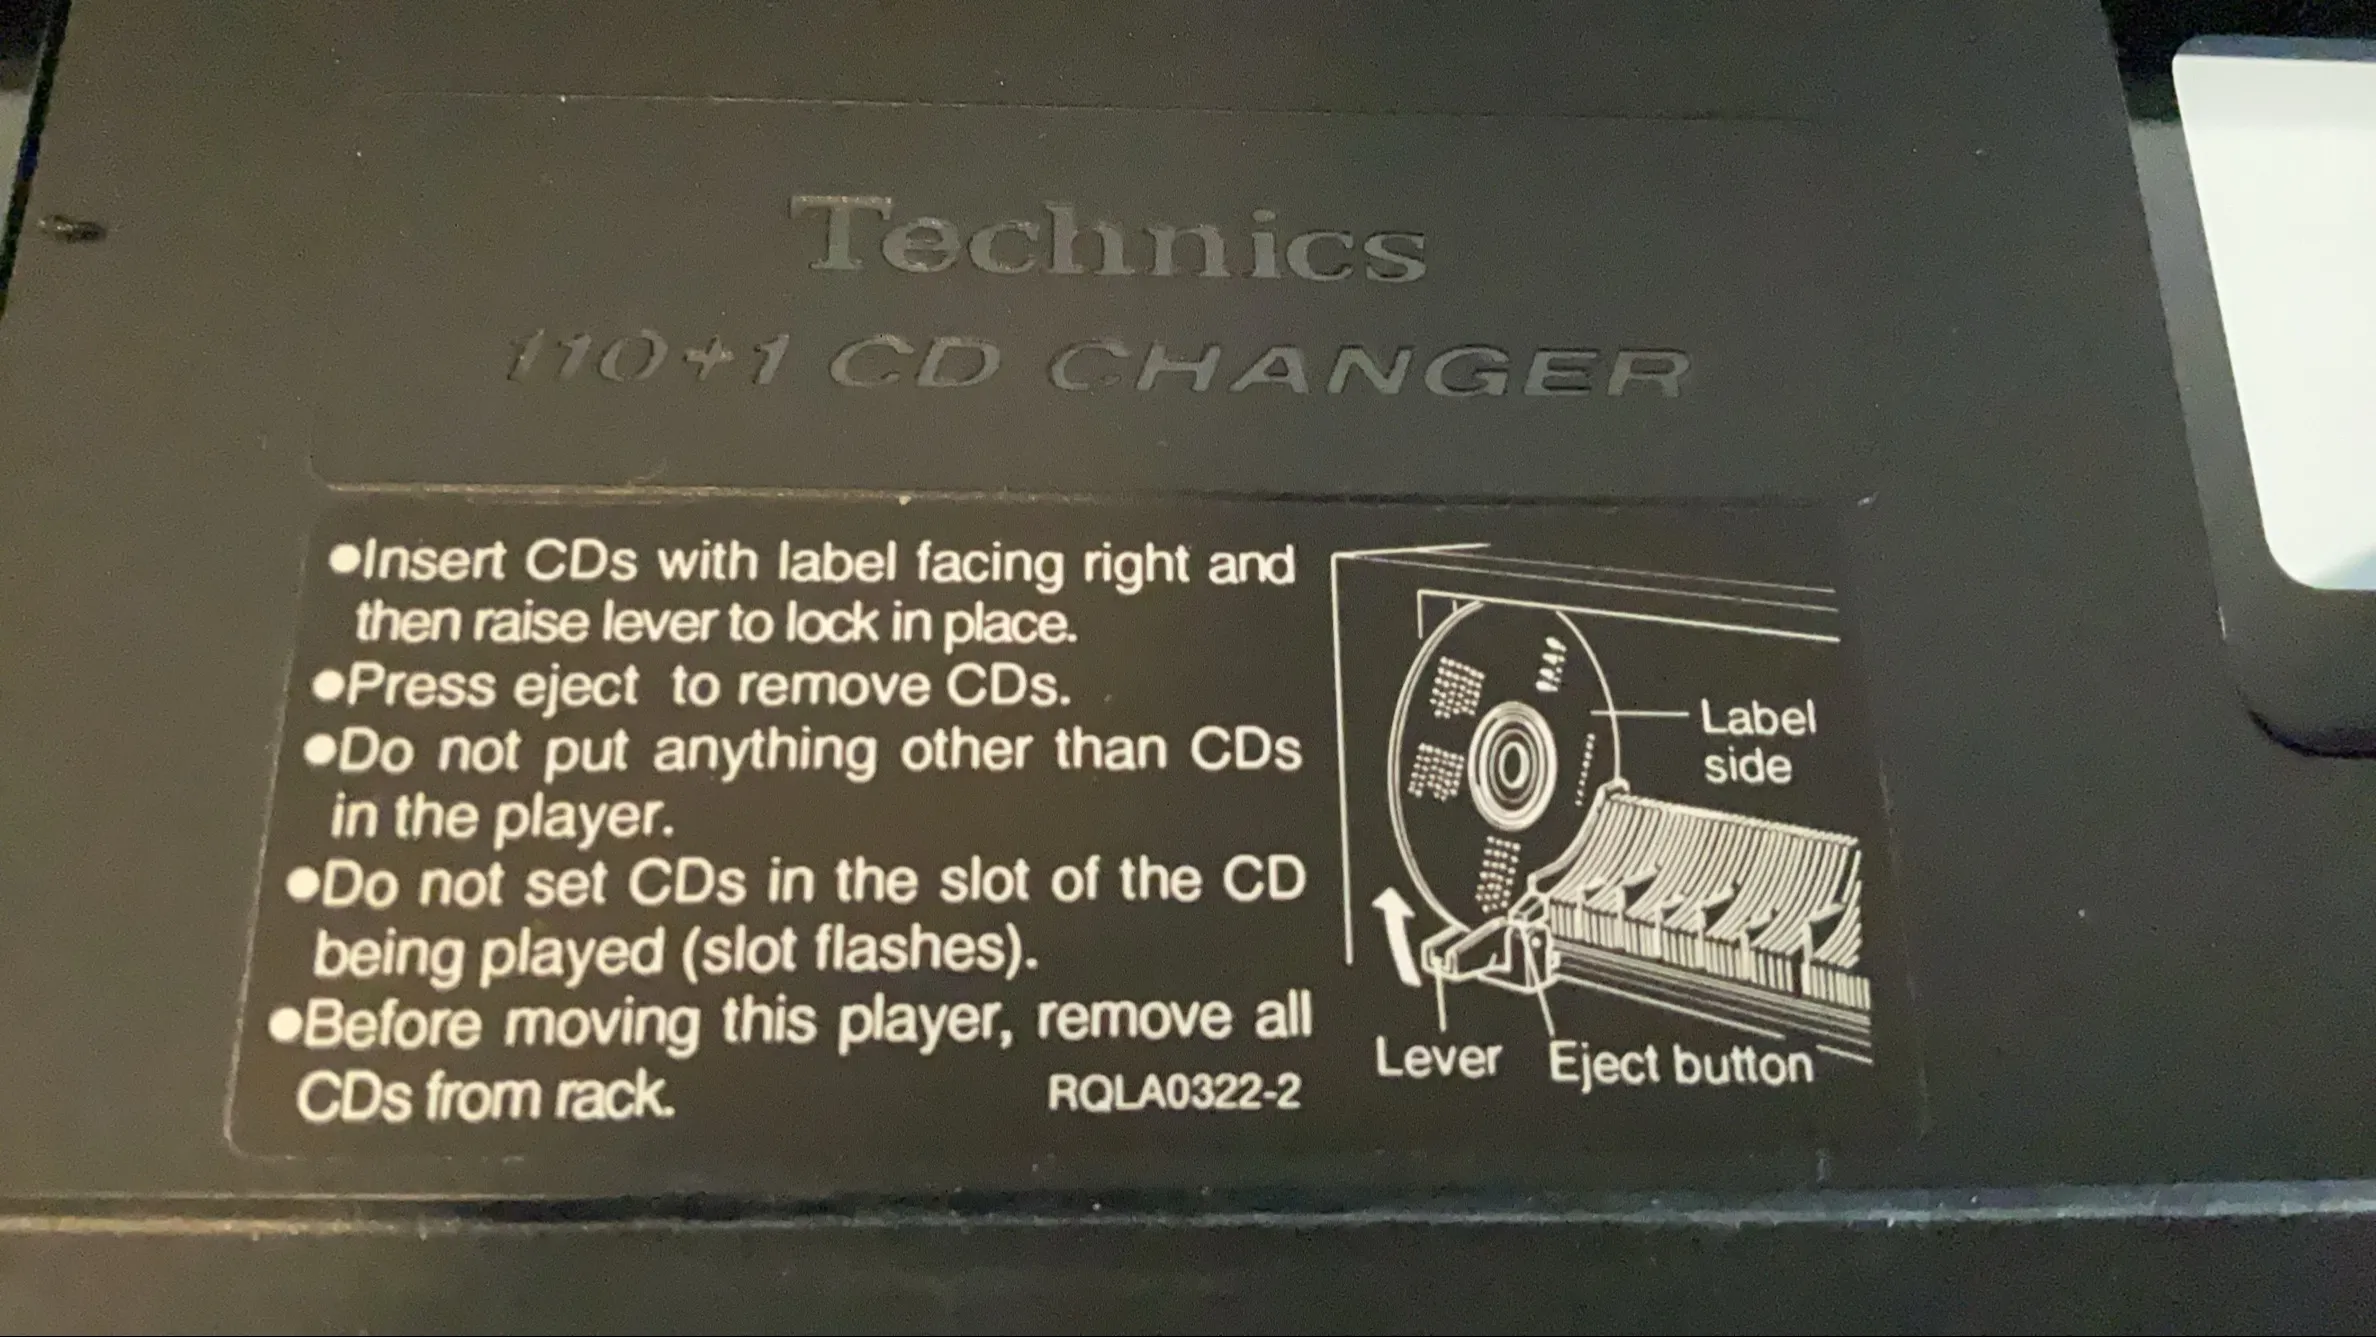 Technics
110+1 CD CHANGER
●Insert CDs with label facing right and
then raise lever to lock in place.
●Press eject to remove CDs.
●Do not put anything other than CDs
in the player.
●Do not set CDs in the slot of the CD
being played (slot flashes).
●Before moving this player, remove all
CDs from rack.
RQLA0322-2
Label
side
Lever
Eject button